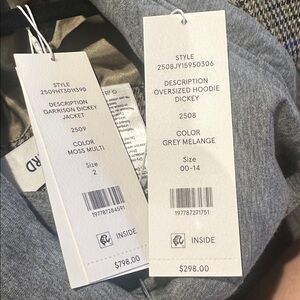 STYLE
2509HT3011390
DESCRIPTION
GARRISON DICKEY
JACKET
2509
COLOR
MOSS MULTI
Size
2
197787284591
INSIDE
$798.00
STYLE
2508JY15950306
DESCRIPTION
OVERSIZED HOODIE
DICKEY
2508
COLOR
GREY MELANGE
Size
00-14
197787271751
INSIDE
$298.00
RD